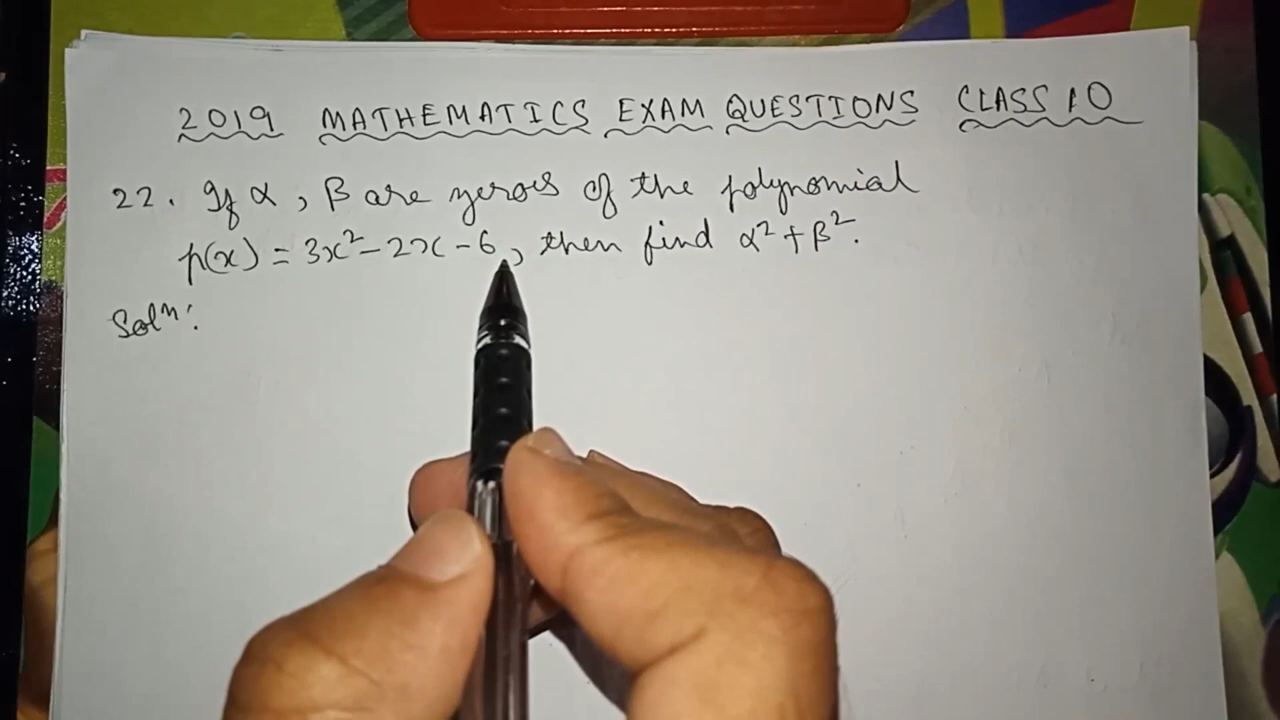 2019 MATHEMATICS EXAM QUESTIONS CLASS 10
22. If α, β are zeroes of the polynomial
p(x) = 3x² - 2x - 6, then find α² + β².
Solⁿ: